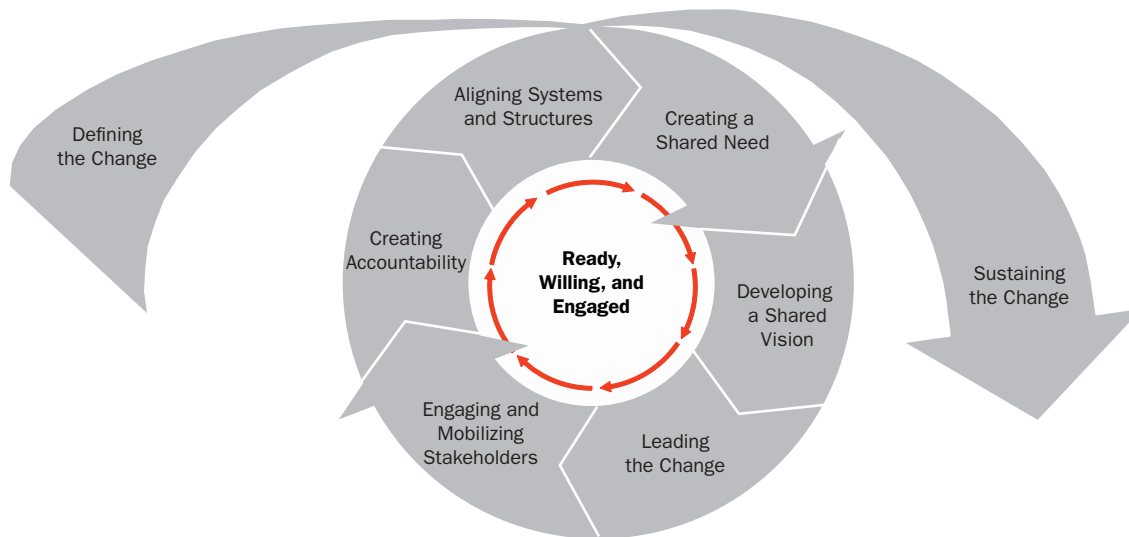 Defining
the Change
Aligning Systems
and Structures
Creating a
Shared Need
Creating
Accountability
Ready,
Willing, and
Engaged
Developing
a Shared
Vision
Sustaining
the Change
Engaging and
Mobilizing
Stakeholders
Leading
the Change